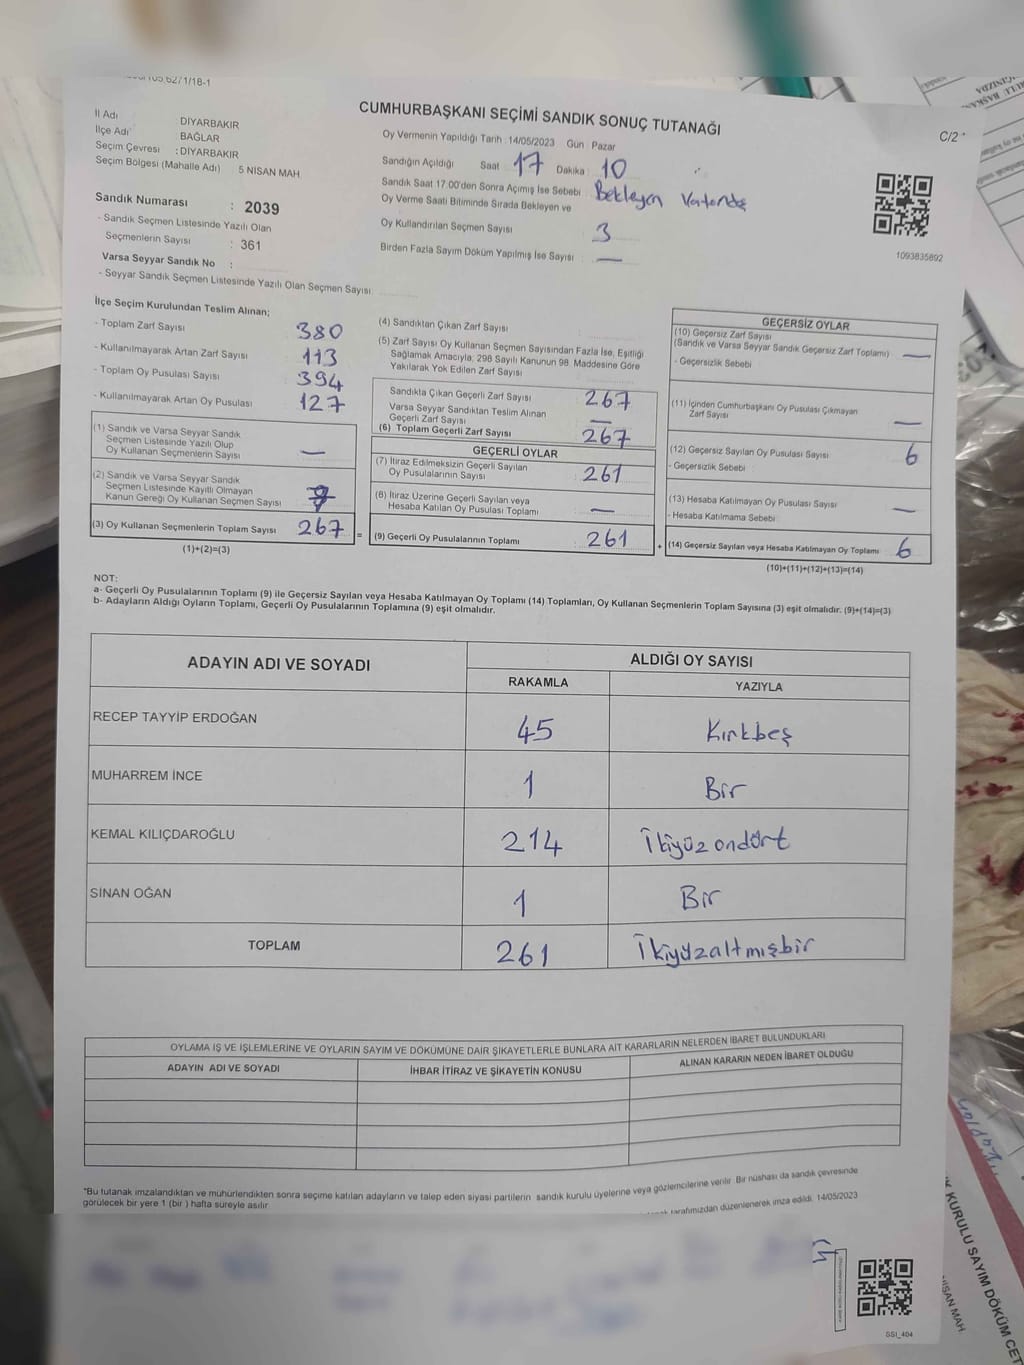 CUMHURBAŞKANI SEÇİMİ SANDIK SONUÇ TUTANAĞI
C/2
İl Adı DİYARBAKIR
İlçe Adı : BAĞLAR
Seçim Çevresi : DİYARBAKIR
Seçim Bölgesi (Mahalle Adı) 5 NİSAN MAH.
Oy Vermenin Yapıldığı Tarih : 14/05/2023 Gün : Pazar
Sandığın Açıldığı Saat 17 Dakika : 10
Sandık Saat 17.00'den Sonra Açılmış İse Sebebi : Bekleyen Vatandaş
Oy Verme Saati Bitiminde Sırada Bekleyen ve
Oy Kullandırılan Seçmen Sayısı : 3
Birden Fazla Sayım Döküm Yapılmış İse Sayısı : —
1093835892
Sandık Numarası : 2039
- Sandık Seçmen Listesinde Yazılı Olan
Seçmenlerin Sayısı : 361
Varsa Seyyar Sandık No :
- Seyyar Sandık Seçmen Listesinde Yazılı Olan Seçmen Sayısı:
İlçe Seçim Kurulundan Teslim Alınan;
- Toplam Zarf Sayısı 380
- Kullanılmayarak Artan Zarf Sayısı 113
- Toplam Oy Pusulası Sayısı 394
- Kullanılmayarak Artan Oy Pusulası 127
(1) Sandık ve Varsa Seyyar Sandık
Seçmen Listesinde Yazılı Olup
Oy Kullanan Seçmenlerin Sayısı —
(2) Sandık ve Varsa Seyyar Sandık
Seçmen Listesinde Kayıtlı Olmayan
Kanun Gereği Oy Kullanan Seçmen Sayısı
(3) Oy Kullanan Seçmenlerin Toplam Sayısı 267 =
(1)+(2)=(3)
(4) Sandıktan Çıkan Zarf Sayısı
(5) Zarf Sayısı Oy Kullanan Seçmen Sayısından Fazla İse, Eşitliği
Sağlamak Amacıyla; 298 Sayılı Kanunun 98. Maddesine Göre
Yakılarak Yok Edilen Zarf Sayısı
Sandıkta Çıkan Geçerli Zarf Sayısı : 267
Varsa Seyyar Sandıktan Teslim Alınan
Geçerli Zarf Sayısı —
(6) Toplam Geçerli Zarf Sayısı 267
GEÇERLİ OYLAR
(7) İtiraz Edilmeksizin Geçerli Sayılan
Oy Pusulalarının Sayısı 261
(8) İtiraz Üzerine Geçerli Sayılan veya
Hesaba Katılan Oy Pusulası Toplamı —
(9) Geçerli Oy Pusulalarının Toplamı 261 +
GEÇERSİZ OYLAR
(10) Geçersiz Zarf Sayısı
(Sandık ve Varsa Seyyar Sandık Geçersiz Zarf Toplamı) —
- Geçersizlik Sebebi
(11) İçinden Cumhurbaşkanı Oy Pusulası Çıkmayan
Zarf Sayısı —
(12) Geçersiz Sayılan Oy Pusulası Sayısı 6
- Geçersizlik Sebebi
(13) Hesaba Katılmayan Oy Pusulası Sayısı —
- Hesaba Katılmama Sebebi
(14) Geçersiz Sayılan veya Hesaba Katılmayan Oy Toplamı 6
(10)+(11)+(12)+(13)=(14)
NOT:
a- Geçerli Oy Pusulalarının Toplamı (9) ile Geçersiz Sayılan veya Hesaba Katılmayan Oy Toplamı (14) Toplamları, Oy Kullanan Seçmenlerin Toplam Sayısına (3) eşit olmalıdır. (9)+(14)=(3)
b- Adayların Aldığı Oyların Toplamı, Geçerli Oy Pusulalarının Toplamına (9) eşit olmalıdır.
ADAYIN ADI VE SOYADI
ALDIĞI OY SAYISI
RAKAMLA YAZIYLA
RECEP TAYYİP ERDOĞAN 45 Kırkbeş
MUHARREM İNCE 1 Bir
KEMAL KILIÇDAROĞLU 214 İkiyüzondört
SİNAN OĞAN 1 Bir
TOPLAM 261 İkiyüzaltmışbir
OYLAMA İŞ VE İŞLEMLERİNE VE OYLARIN SAYIM VE DÖKÜMÜNE DAİR ŞİKAYETLERLE BUNLARA AİT KARARLARIN NELERDEN İBARET BULUNDUKLARI
ADAYIN ADI VE SOYADI İHBAR İTİRAZ VE ŞİKAYETİN KONUSU ALINAN KARARIN NEDEN İBARET OLDUĞU
"Bu tutanak imzalandıktan ve mühürlendikten sonra seçime katılan adayların ve talep eden siyasi partilerin sandık kurulu üyelerine veya gözlemcilerine verilir. Bir nüshası da sandık çevresinde
görülecek bir yere 1 (bir ) hafta süreyle asılır
tarafımızdan düzenlenerek imza edildi. 14/05/2023
SSI_404
KURULU SAYIM DÖKÜM
NİSAN MAH.